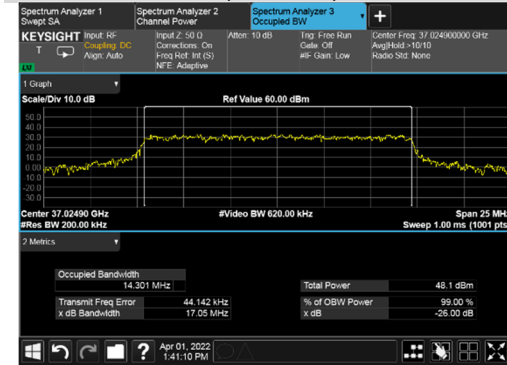 Spectrum Analyzer 1 Spectrum Analyzer 2 Spectrum Analyzer 3
Swept SA Channel Power Occupied BW +
KEYSIGHT Input: RF Input Z: 50 Ω Atten: 10 dB Trig: Free Run Center Freq: 37.024900000 GHz
T Coupling: DC Corrections: On Gate: Off Avg|Hold:>10/10
Align: Auto Freq Ref: Int (S) #IF Gain: Low Radio Std: None
LXI NFE: Adaptive
1 Graph
Scale/Div 10.0 dB Ref Value 60.00 dBm
50.0
40.0
30.0
20.0
10.0
0.00
-10.0
-20.0
-30.0
Center 37.02490 GHz #Video BW 620.00 kHz Span 25 MHz
#Res BW 200.00 kHz Sweep 1.00 ms (1001 pts)
2 Metrics
Occupied Bandwidth
14.301 MHz Total Power 48.1 dBm
Transmit Freq Error 44.142 kHz % of OBW Power 99.00 %
x dB Bandwidth 17.05 MHz x dB -26.00 dB
? Apr 01, 2022
1:41:10 PM